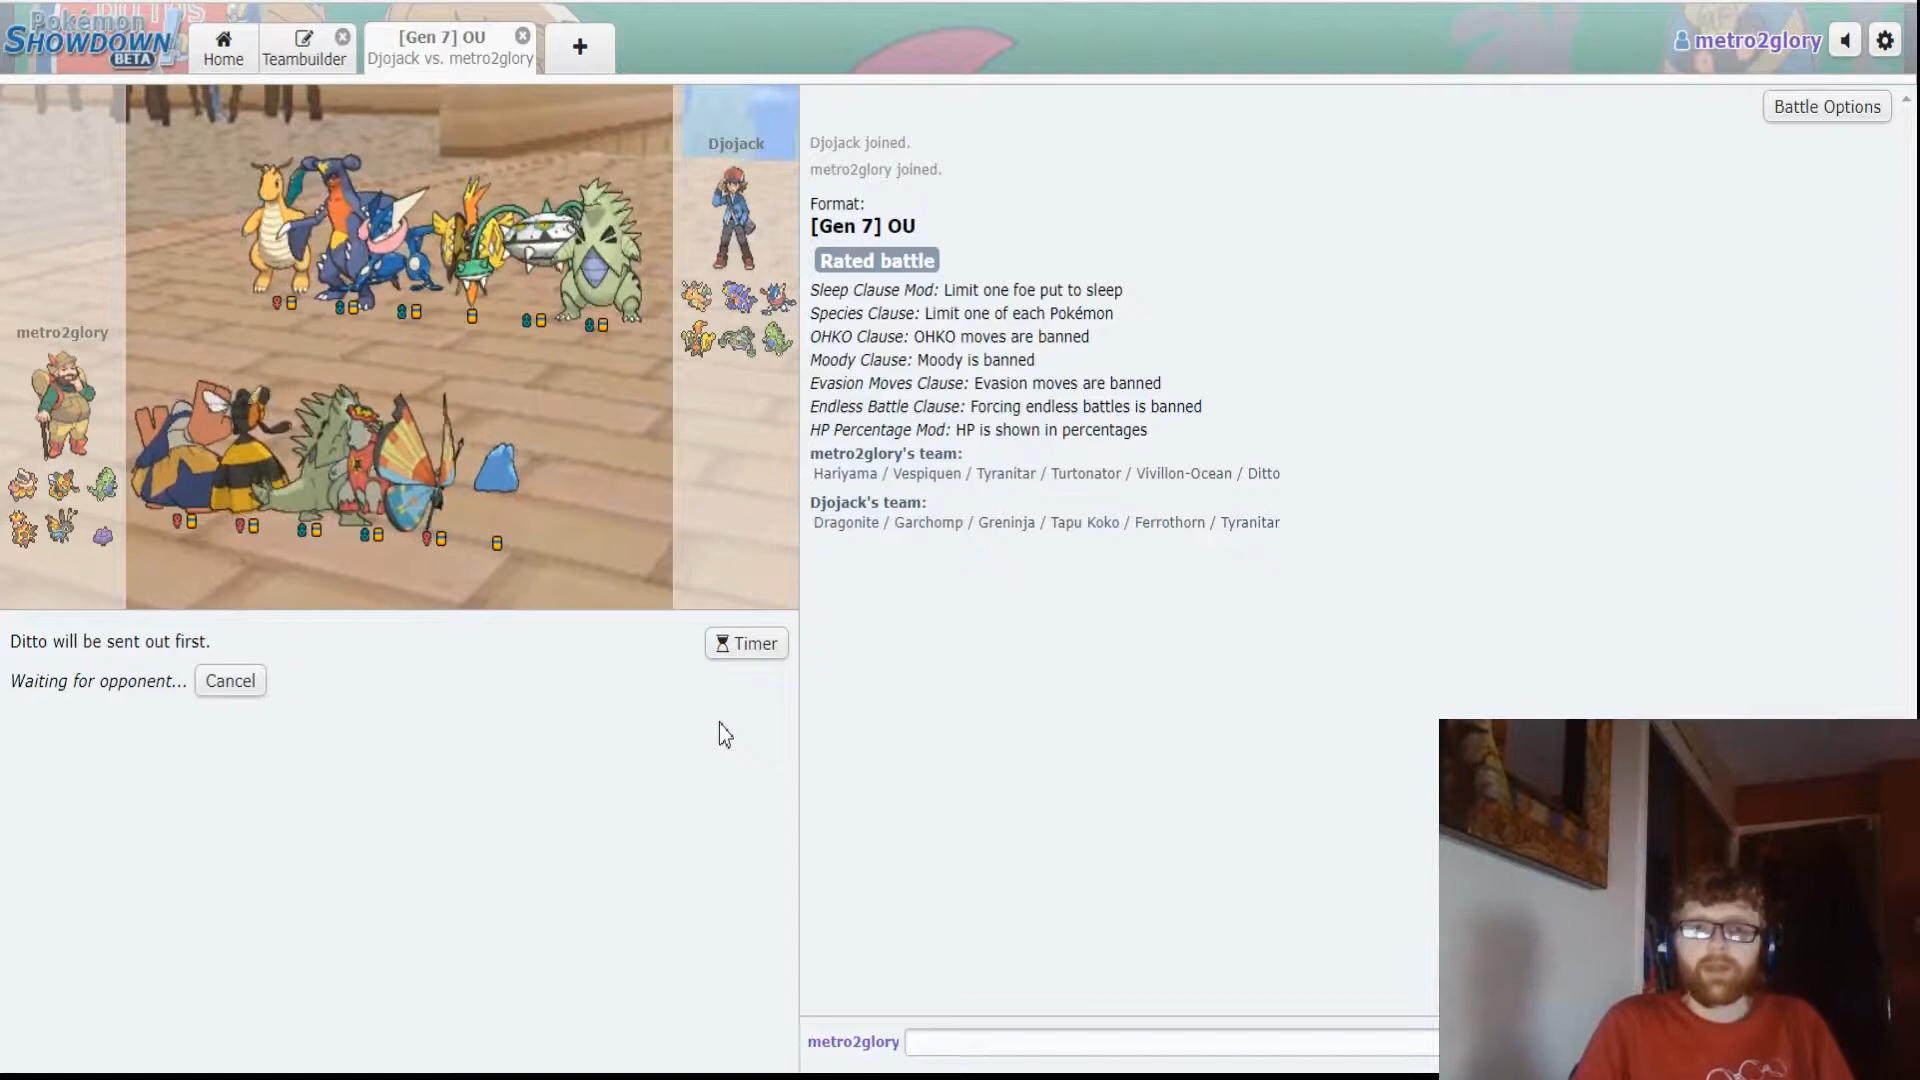 Pokémon
SHOWDOWN
BETA
Home
Teambuilder
[Gen 7] OU
Djojack vs. metro2glory
+
metro2glory
Battle Options
Djojack
metro2glory
Djojack joined.
metro2glory joined.
Format:
[Gen 7] OU
Rated battle
Sleep Clause Mod: Limit one foe put to sleep
Species Clause: Limit one of each Pokémon
OHKO Clause: OHKO moves are banned
Moody Clause: Moody is banned
Evasion Moves Clause: Evasion moves are banned
Endless Battle Clause: Forcing endless battles is banned
HP Percentage Mod: HP is shown in percentages
metro2glory's team:
Hariyama / Vespiquen / Tyranitar / Turtonator / Vivillon-Ocean / Ditto
Djojack's team:
Dragonite / Garchomp / Greninja / Tapu Koko / Ferrothorn / Tyranitar
Ditto will be sent out first.
Timer
Waiting for opponent...
Cancel
metro2glory